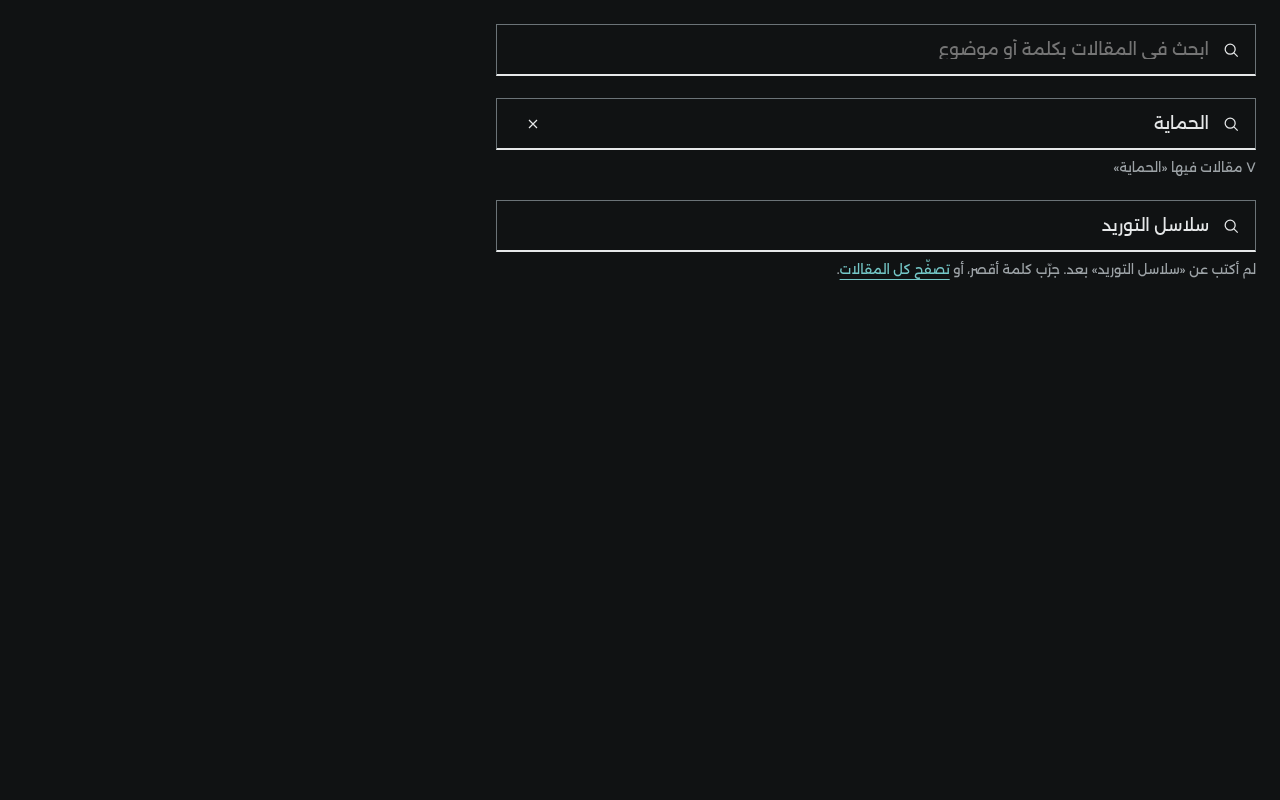 ابحث في المقالات بكلمة أو موضوع
الحماية
٧ مقالات فيها «الحماية»
سلاسل التوريد
لم أكتب عن «سلاسل التوريد» بعد. جرّب كلمة أقصر، أو تصفّح كل المقالات.